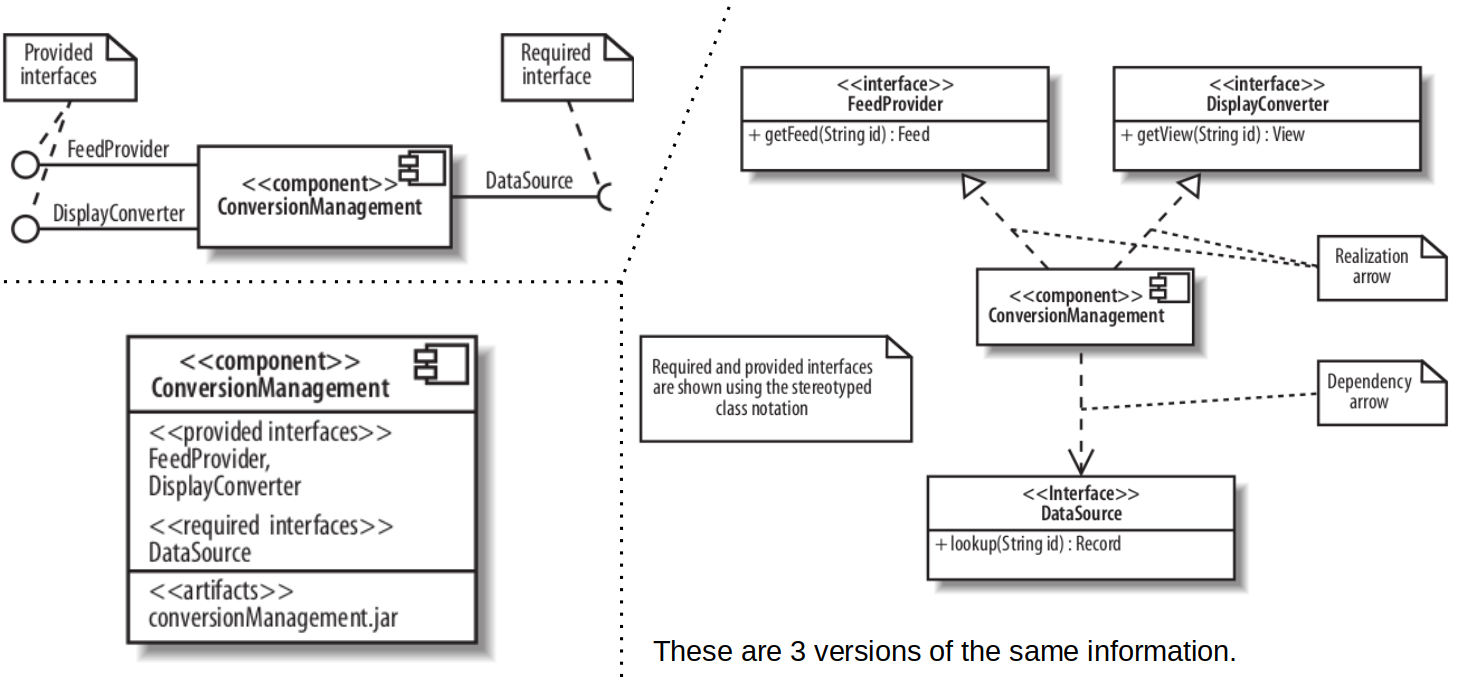 Provided
interfaces
Required
interface
FeedProvider
DisplayConverter
<<component>>
ConversionManagement
DataSource
<<component>>
ConversionManagement
<<provided interfaces>>
FeedProvider,
DisplayConverter
<<required interfaces>>
DataSource
<<artifacts>>
conversionManagement.jar
<<interface>>
FeedProvider
+ getFeed(String id) : Feed
<<interface>>
DisplayConverter
+ getView(String id) : View
Realization
arrow
<<component>>
ConversionManagement
Required and provided interfaces
are shown using the stereotyped
class notation
Dependency
arrow
<<Interface>>
DataSource
+ lookup(String id) : Record
These are 3 versions of the same information.